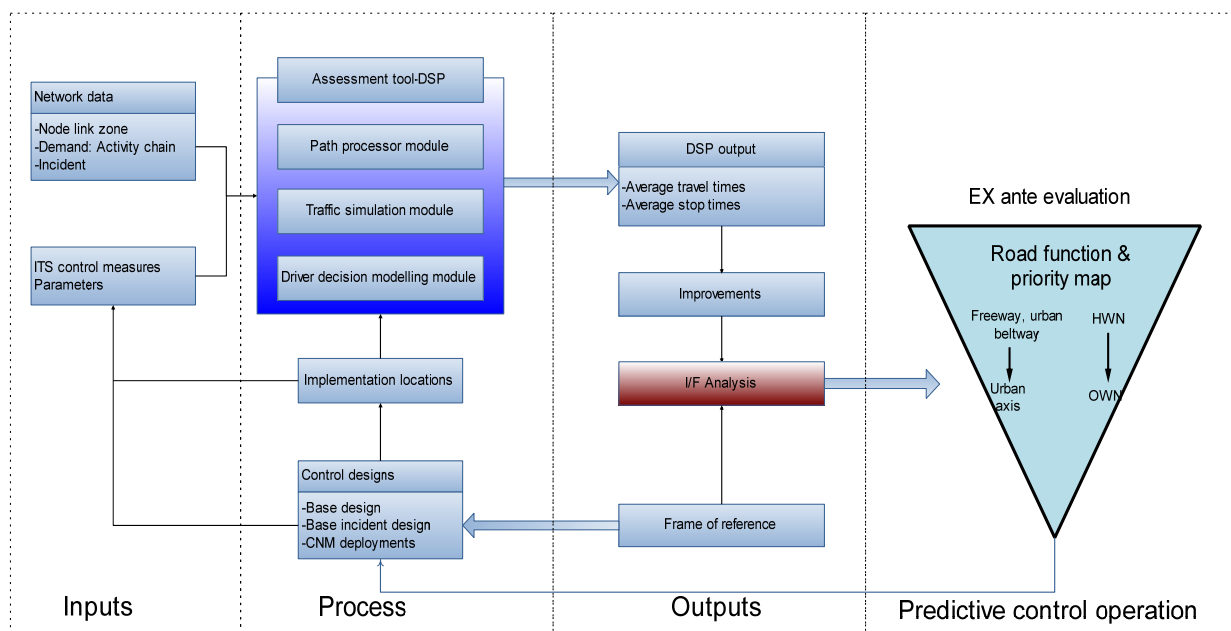 Network data
-Node link zone
-Demand: Activity chain
-Incident
ITS control measures
Parameters
Assessment tool-DSP
Path processor module
Traffic simulation module
Driver decision modelling module
Implementation locations
Control designs
-Base design
-Base incident design
-CNM deployments
DSP output
-Average travel times
-Average stop times
Improvements
I/F Analysis
Frame of reference
EX ante evaluation
Road function &
priority map
Freeway, urban
beltway
HWN
Urban
axis
OWN
Inputs
Process
Outputs
Predictive control operation